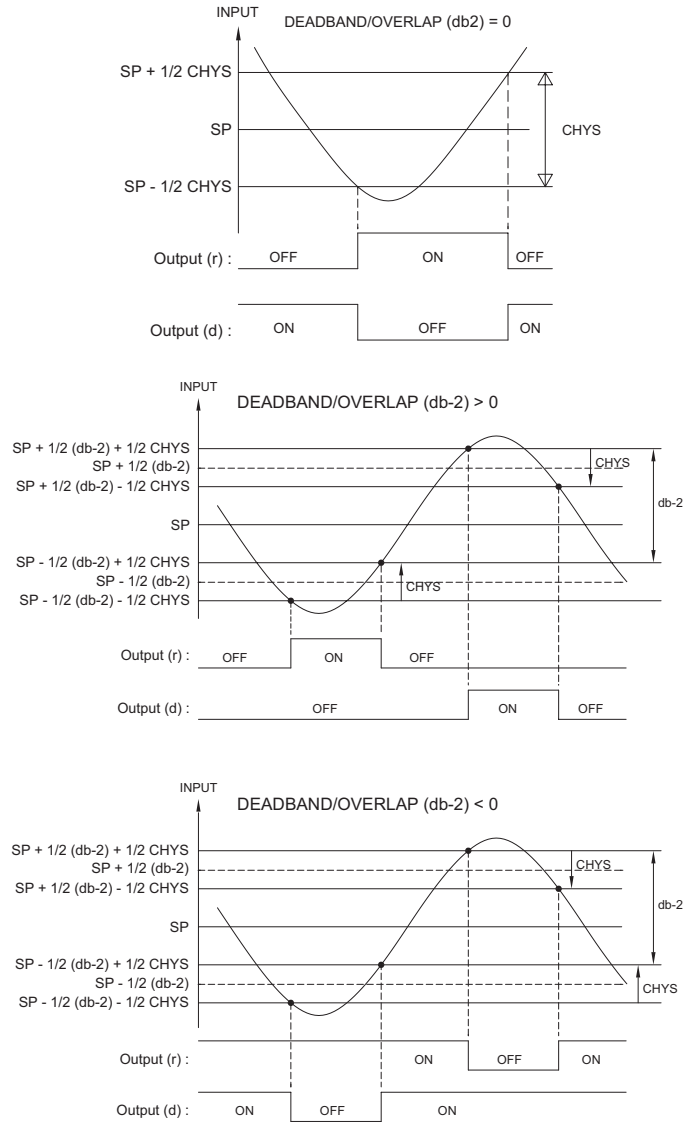 INPUT
DEADBAND/OVERLAP (db2) = 0
SP + 1/2 CHYS
SP
CHYS
SP - 1/2 CHYS
Output (r) :
OFF
ON
OFF
Output (d) :
ON
OFF
ON
INPUT
DEADBAND/OVERLAP (db-2) > 0
SP + 1/2 (db-2) + 1/2 CHYS
SP + 1/2 (db-2)
CHYS
SP + 1/2 (db-2) - 1/2 CHYS
db-2
SP
SP - 1/2 (db-2) + 1/2 CHYS
SP - 1/2 (db-2)
CHYS
SP - 1/2 (db-2) - 1/2 CHYS
Output (r) :
OFF
ON
OFF
Output (d) :
OFF
ON
OFF
INPUT
DEADBAND/OVERLAP (db-2) < 0
SP + 1/2 (db-2) + 1/2 CHYS
SP + 1/2 (db-2)
CHYS
SP + 1/2 (db-2) - 1/2 CHYS
db-2
SP
SP - 1/2 (db-2) + 1/2 CHYS
SP - 1/2 (db-2)
CHYS
SP - 1/2 (db-2) - 1/2 CHYS
Output (r) :
ON
OFF
ON
Output (d) :
ON
OFF
ON